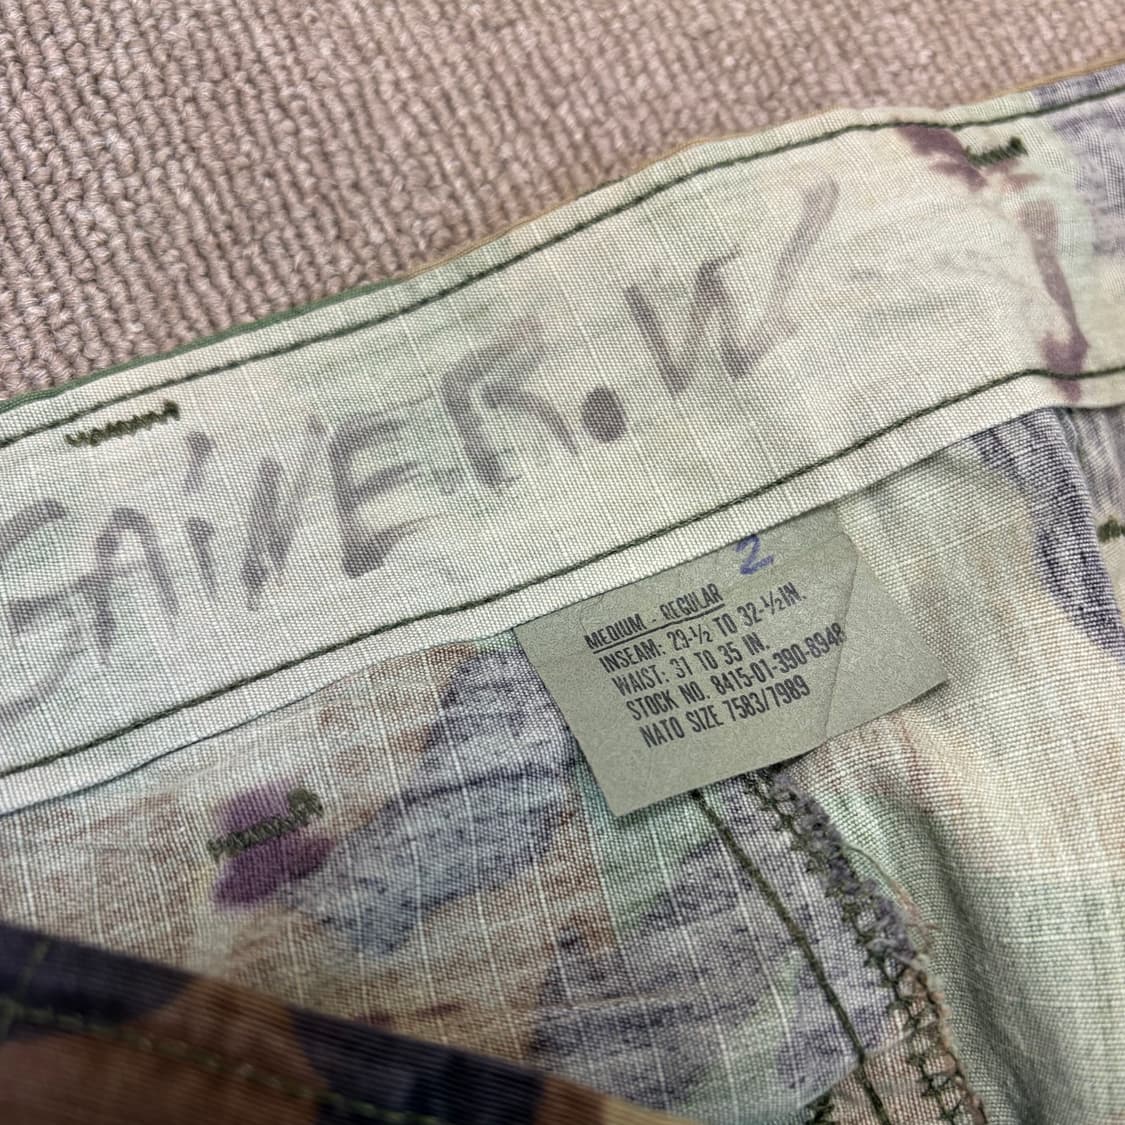 GAINER.W
2
MEDIUM - REGULAR
INSEAM: 29-½ TO 32-½ IN.
WAIST: 31 TO 35 IN.
STOCK NO. 8415-01-390-8948
NATO SIZE 7583/7989